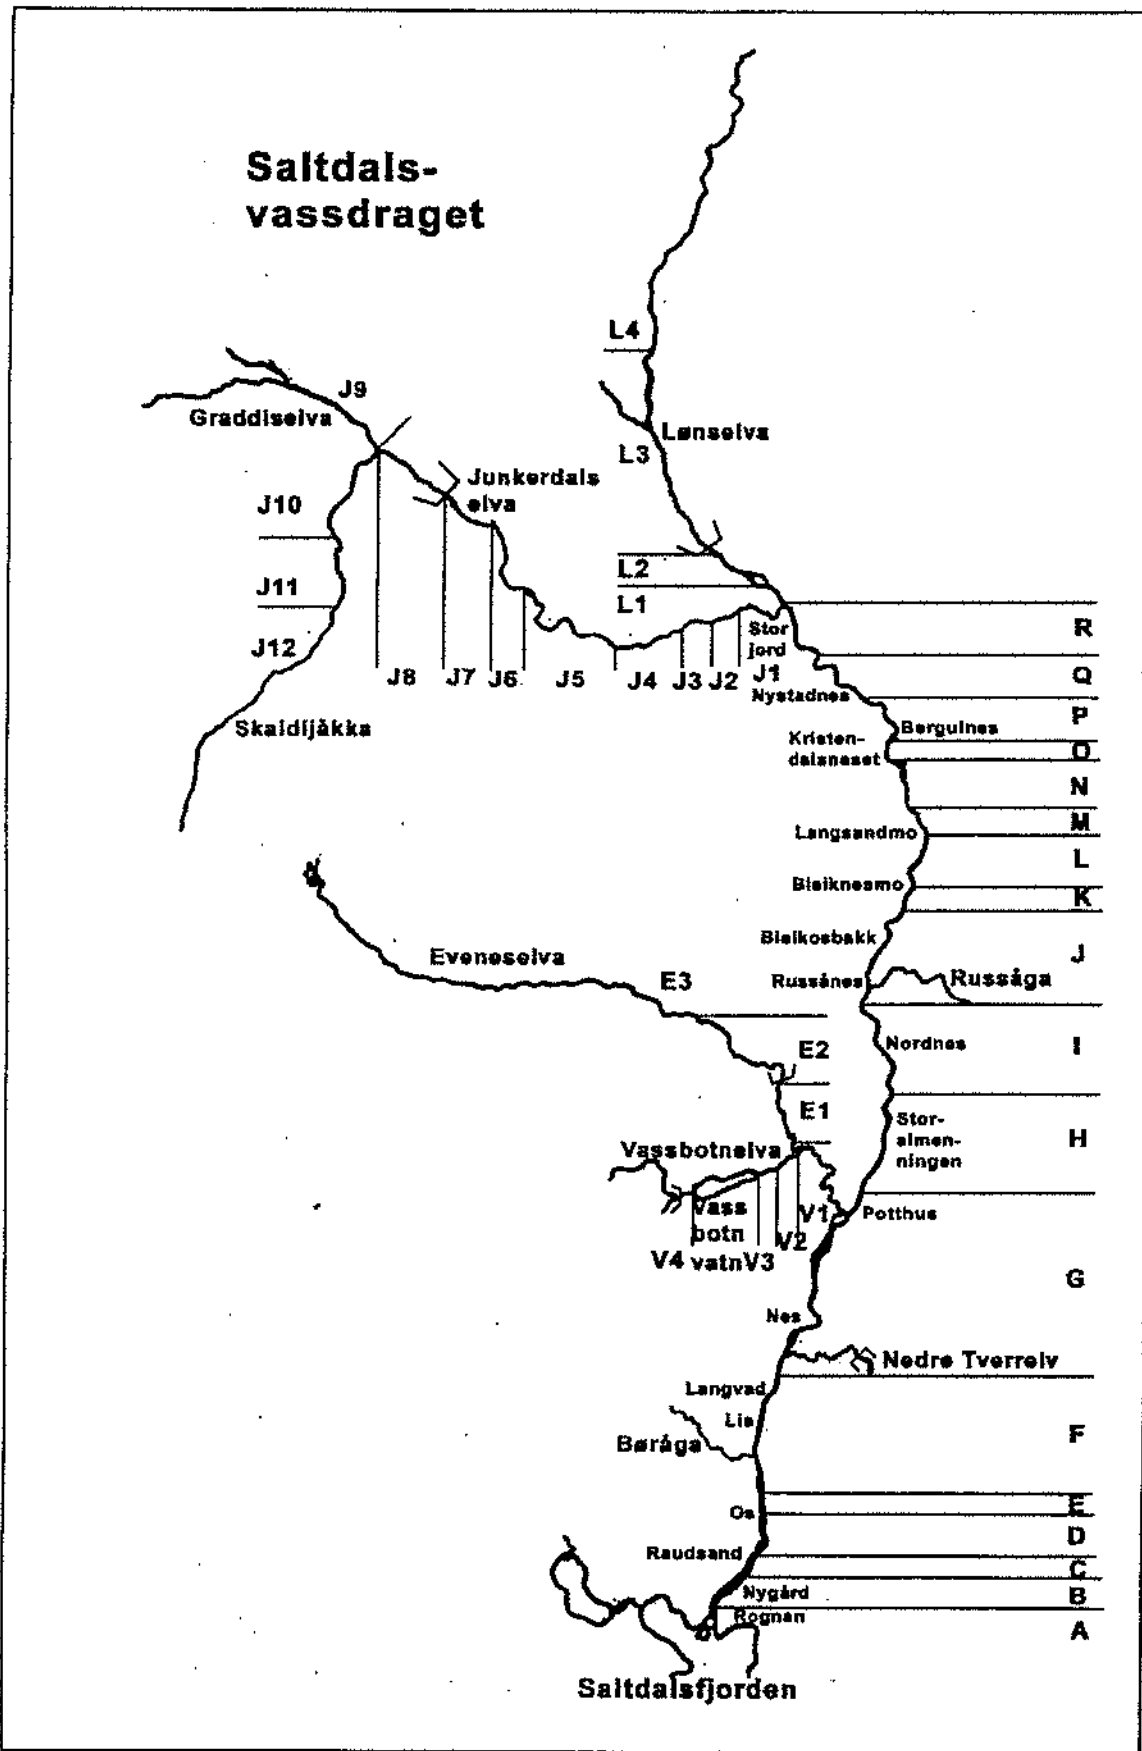 Saltdals-
vassdraget
L4
J9
Graddiselva
Lønselva
L3
Junkerdals
elva
J10
L2
J11
L1
R
Stor
jord
J12
J8
J7
J6
J5
J4
J3
J2
J1
Q
Nystadnes
P
Skaidijåkka
Berguines
Kristen-
dalsneset
O
N
M
Langsandmo
L
Bleiknesmo
K
Bleikosbakk
J
Eveneselva
E3
Russånes
Russåga
E2
Nordnes
I
E1
Stor-
almen-
ningen
H
Vassbotnelva
Vass
botn
vatn
V1
V2
V3
V4
Potthus
G
Nes
Nedre Tverrelv
Langvad
Lia
F
Børåga
E
Os
D
Raudsand
C
Nygård
B
Rognan
A
Saltdalsfjorden